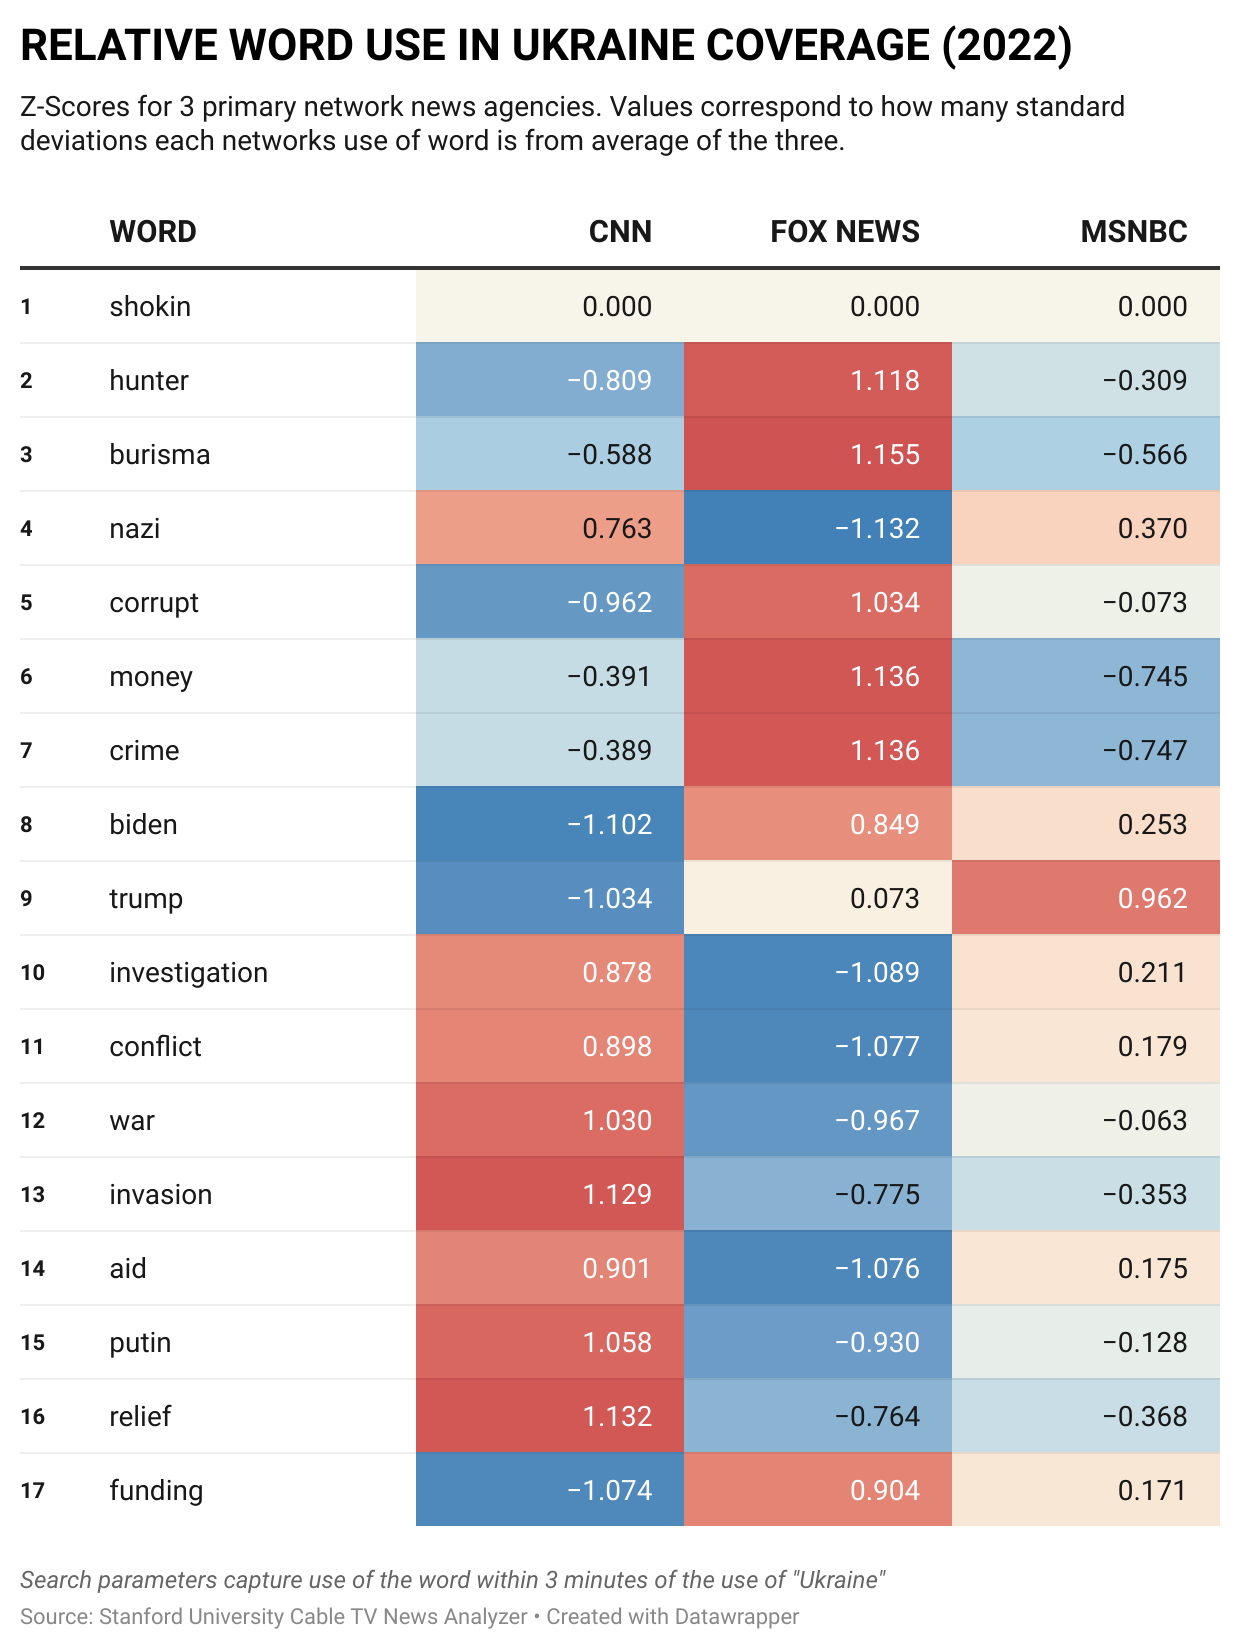 RELATIVE WORD USE IN UKRAINE COVERAGE (2022)
Z-Scores for 3 primary network news agencies. Values correspond to how many standard
deviations each networks use of word is from average of the three.
WORD CNN FOX NEWS MSNBC
1 shokin 0.000 0.000 0.000
2 hunter −0.809 1.118 −0.309
3 burisma −0.588 1.155 −0.566
4 nazi 0.763 −1.132 0.370
5 corrupt −0.962 1.034 −0.073
6 money −0.391 1.136 −0.745
7 crime −0.389 1.136 −0.747
8 biden −1.102 0.849 0.253
9 trump −1.034 0.073 0.962
10 investigation 0.878 −1.089 0.211
11 conflict 0.898 −1.077 0.179
12 war 1.030 −0.967 −0.063
13 invasion 1.129 −0.775 −0.353
14 aid 0.901 −1.076 0.175
15 putin 1.058 −0.930 −0.128
16 relief 1.132 −0.764 −0.368
17 funding −1.074 0.904 0.171
Search parameters capture use of the word within 3 minutes of the use of "Ukraine"
Source: Stanford University Cable TV News Analyzer • Created with Datawrapper